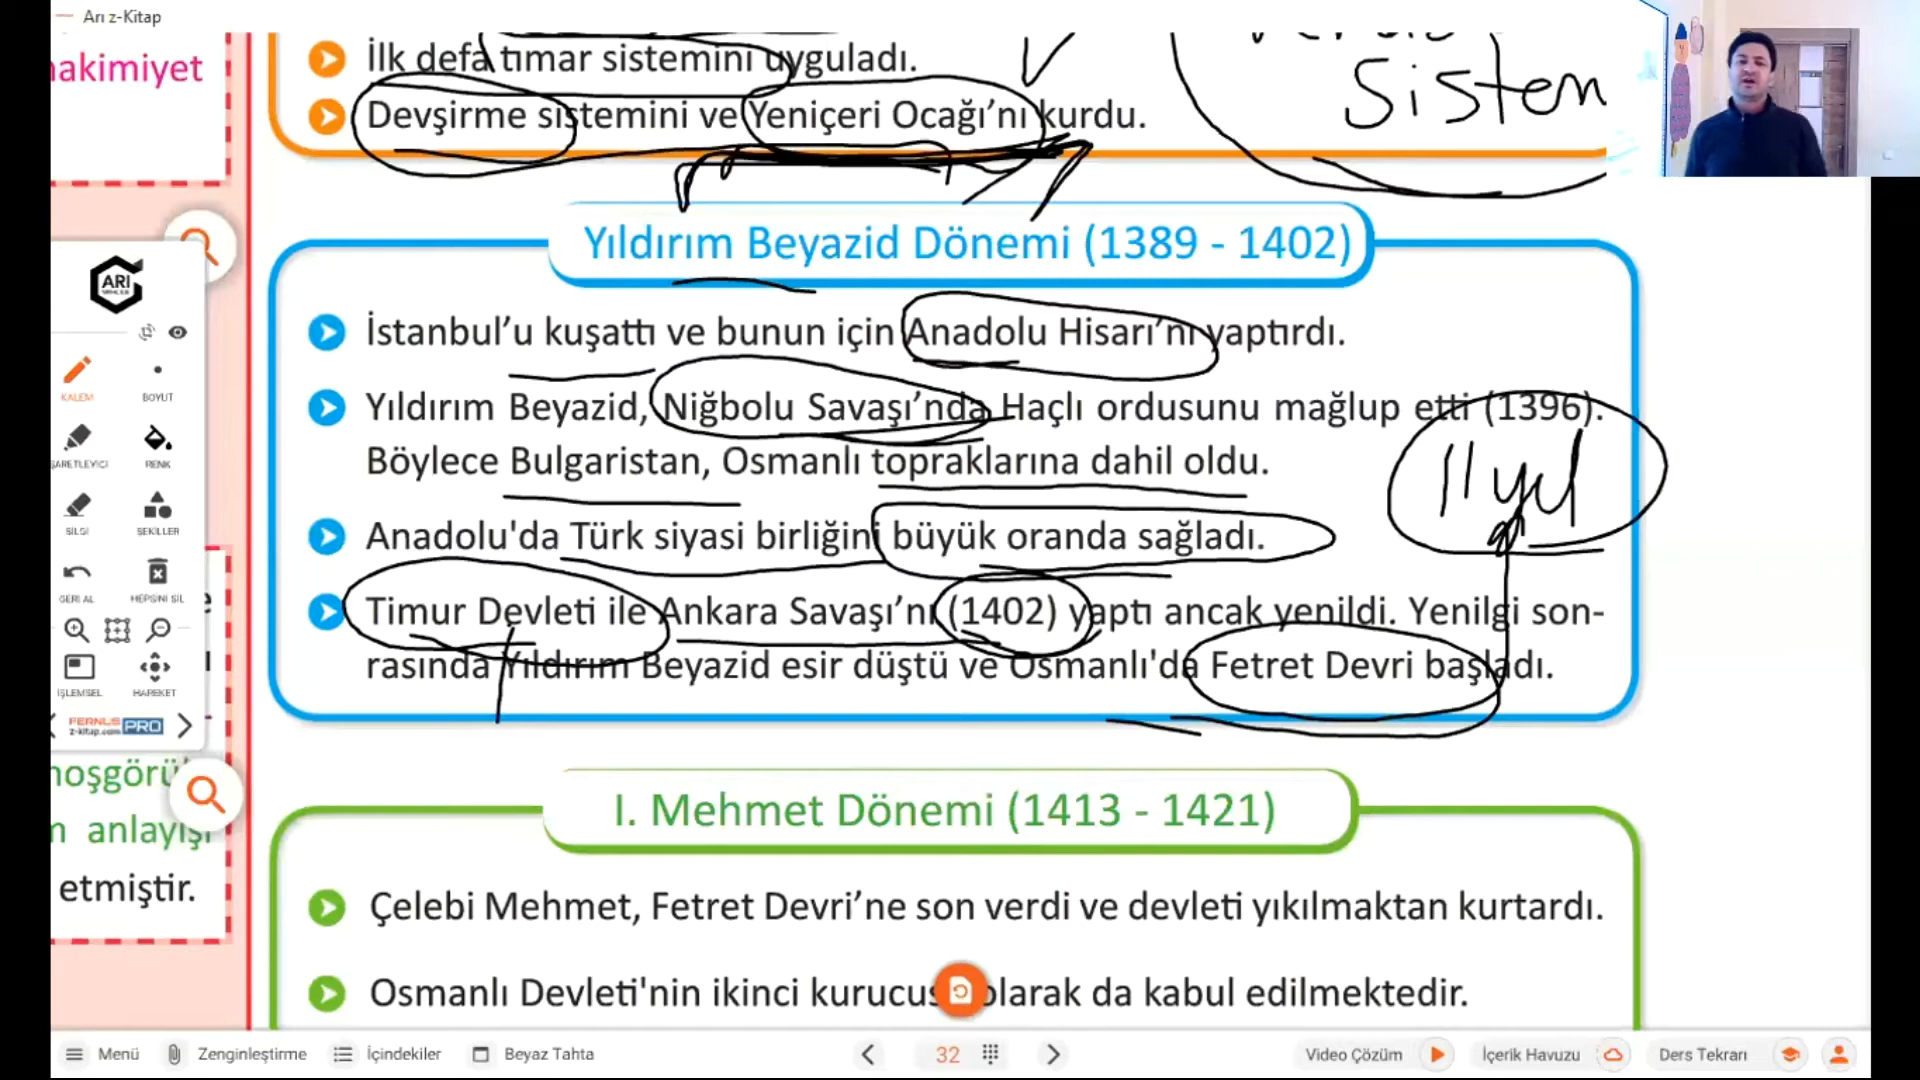 Arı z-Kitap
hakimiyet
İlk defa tımar sistemini uyguladı.
Devşirme sistemini ve Yeniçeri Ocağı’nı kurdu.
Sistem
Yıldırım Beyazid Dönemi (1389 - 1402)
İstanbul’u kuşattı ve bunun için Anadolu Hisarı’nı yaptırdı.
Yıldırım Beyazid, Niğbolu Savaşı’nda Haçlı ordusunu mağlup etti (1396).
Böylece Bulgaristan, Osmanlı topraklarına dahil oldu.
11 yıl
Anadolu'da Türk siyasi birliğini büyük oranda sağladı.
Timur Devleti ile Ankara Savaşı’nı (1402) yaptı ancak yenildi. Yenilgi son-
rasında Yıldırım Beyazid esir düştü ve Osmanlı'da Fetret Devri başladı.
I. Mehmet Dönemi (1413 - 1421)
Çelebi Mehmet, Fetret Devri’ne son verdi ve devleti yıkılmaktan kurtardı.
Osmanlı Devleti'nin ikinci kurucusu olarak da kabul edilmektedir.
ARI
KALEM
BOYUT
ŞARETLEYİCİ
RENK
SİLGİ
ŞEKİLLER
GERİ AL
HEPSİNİ SİL
İŞLEMSEL
HAREKET
FERNUS PRO
z-kitap.com
hoşgörü
m anlayışı
etmiştir.
Menü
Zenginleştirme
İçindekiler
Beyaz Tahta
32
Video Çözüm
İçerik Havuzu
Ders Tekrarı